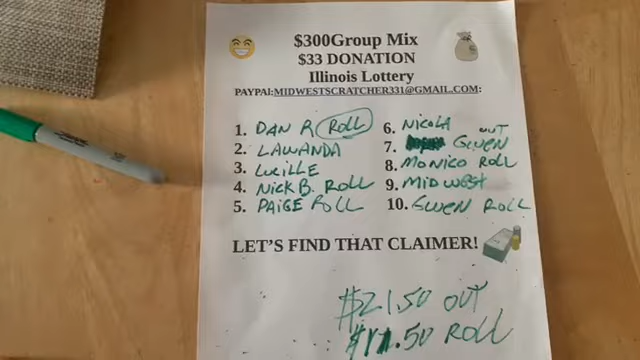 $300Group Mix
$33 DONATION
Illinois Lottery
PAYPAl:MIDWESTSCRATCHER331@GMAIL.COM:
1. DAN R ROLL
2. LAWANDA
3. LUCILLE
4. NICK B. ROLL
5. PAIGE ROLL
6. NICOLA
7. GWEN OUT
8. MONICO ROLL
9. MIDWEST
10. GWEN ROLL
LET'S FIND THAT CLAIMER!
$21.50 OUT
$11.50 ROLL